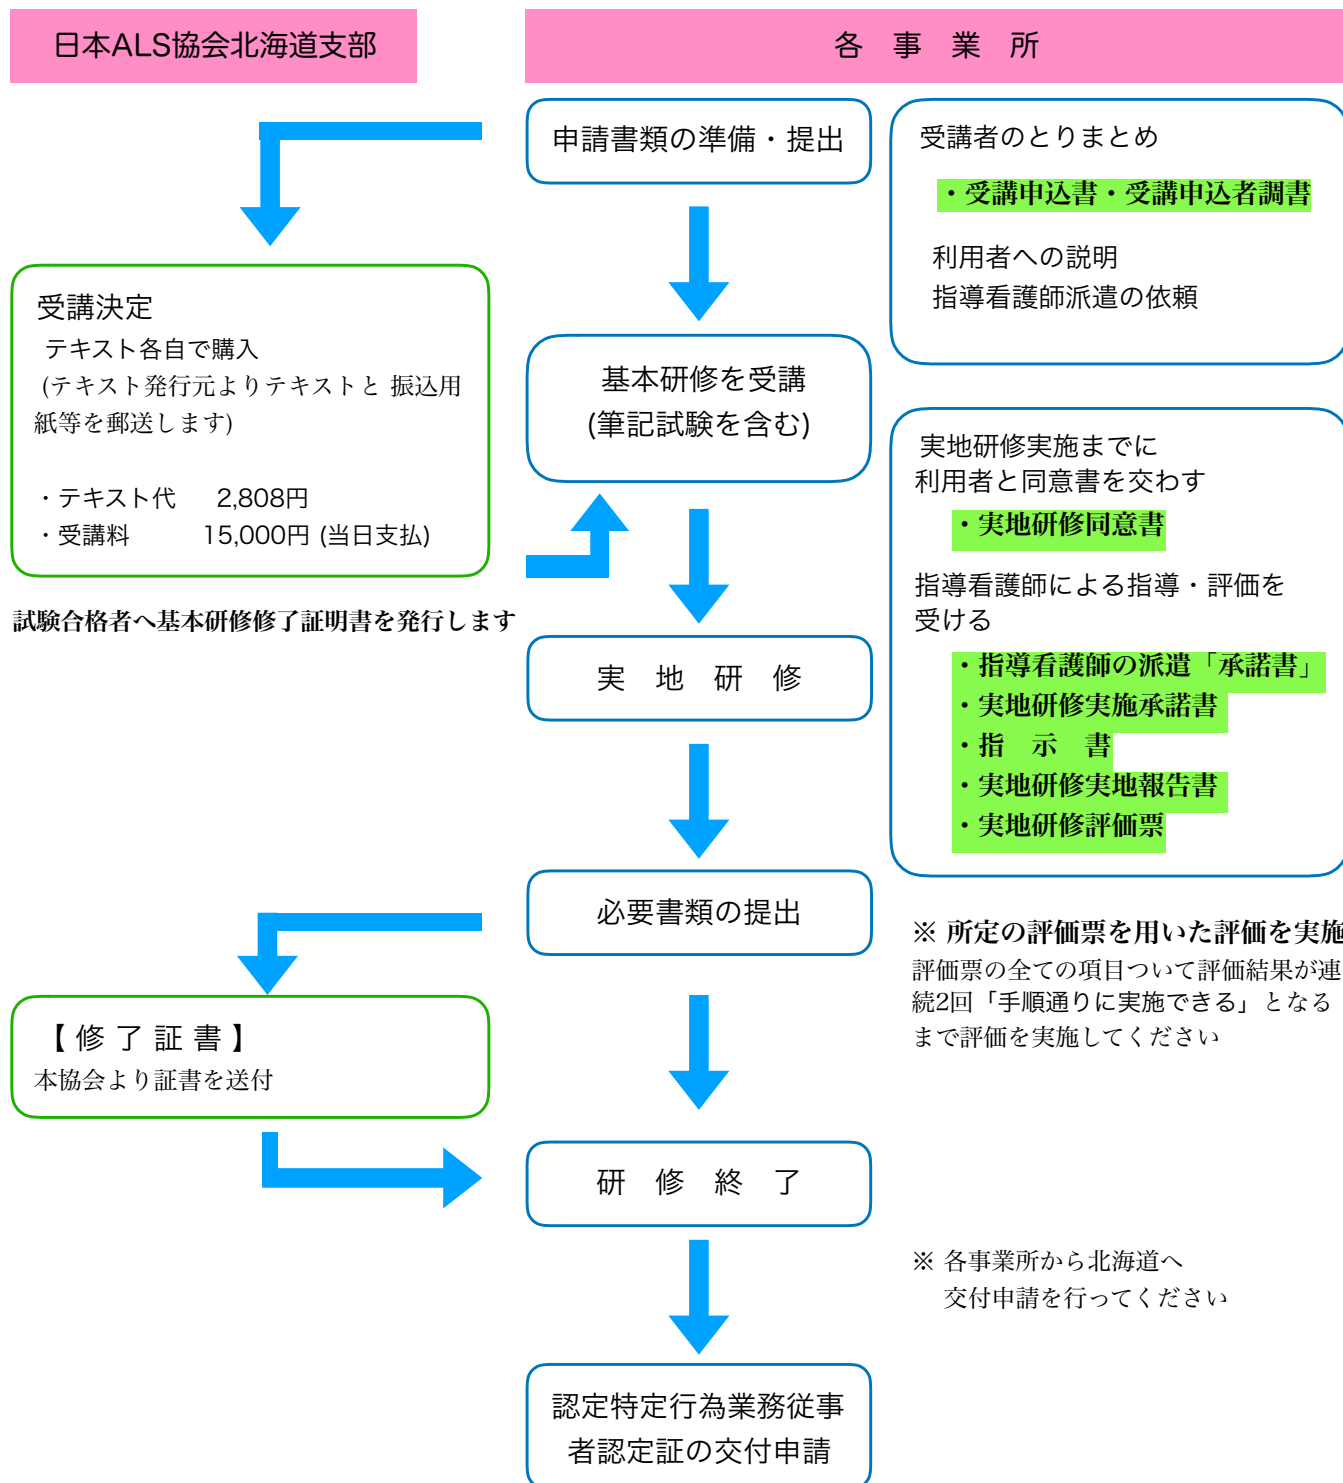 日本ALS協会北海道支部
各　事　業　所
申請書類の準備・提出
受講者のとりまとめ
・受講申込書・受講申込者調書
利用者への説明
指導看護師派遣の依頼
受講決定
テキスト各自で購入
(テキスト発行元よりテキストと 振込用
紙等を郵送します)
・テキスト代　2,808円
・受講料　15,000円 (当日支払)
試験合格者へ基本研修修了証明書を発行します
基本研修を受講
(筆記試験を含む)
実地研修実施までに
利用者と同意書を交わす
・実地研修同意書
指導看護師による指導・評価を
受ける
・指導看護師の派遣「承諾書」
・実地研修実施承諾書
・指　示　書
・実地研修実地報告書
・実地研修評価票
実　地　研　修
必要書類の提出
※ 所定の評価票を用いた評価を実施
評価票の全ての項目ついて評価結果が連
続2回「手順通りに実施できる」となる
まで評価を実施してください
【 修 了 証 書 】
本協会より証書を送付
研　修　終　了
※ 各事業所から北海道へ
交付申請を行ってください
認定特定行為業務従事
者認定証の交付申請